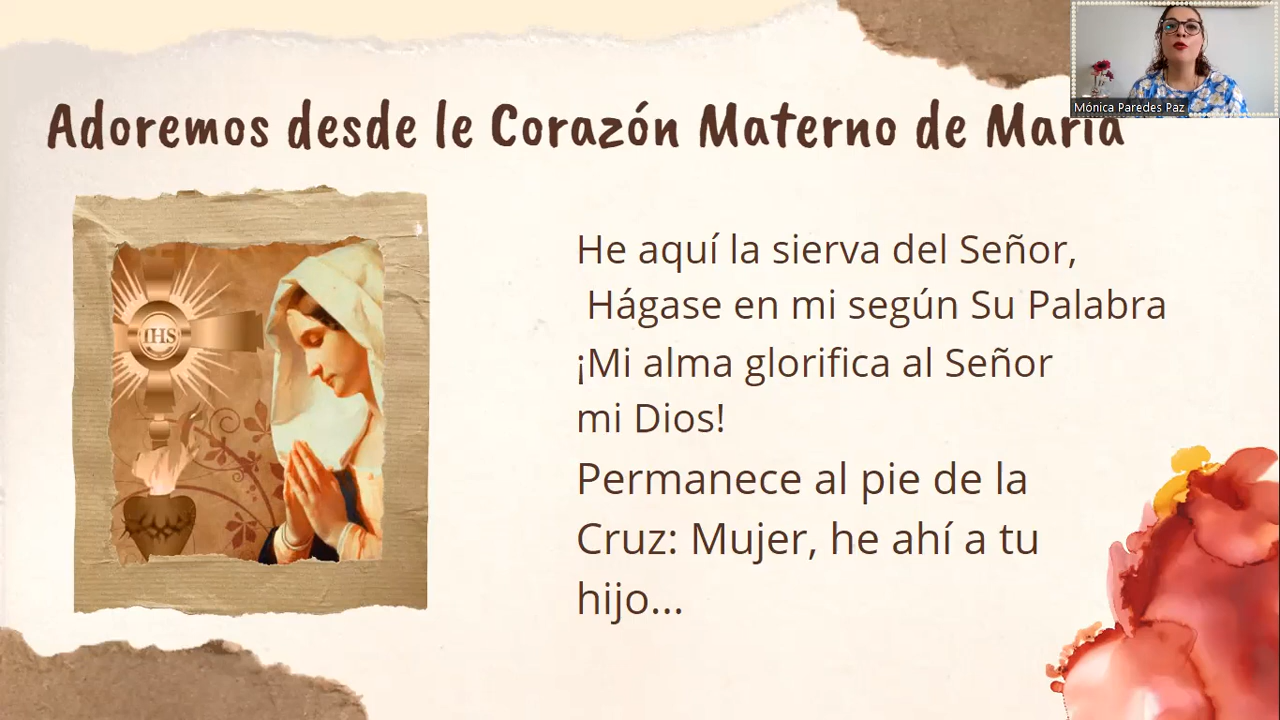 Mónica Paredes Paz
Adoremos desde le Corazón Materno de María
IHS
He aquí la sierva del Señor,
Hágase en mi según Su Palabra
¡Mi alma glorifica al Señor
mi Dios!
Permanece al pie de la
Cruz: Mujer, he ahí a tu
hijo...